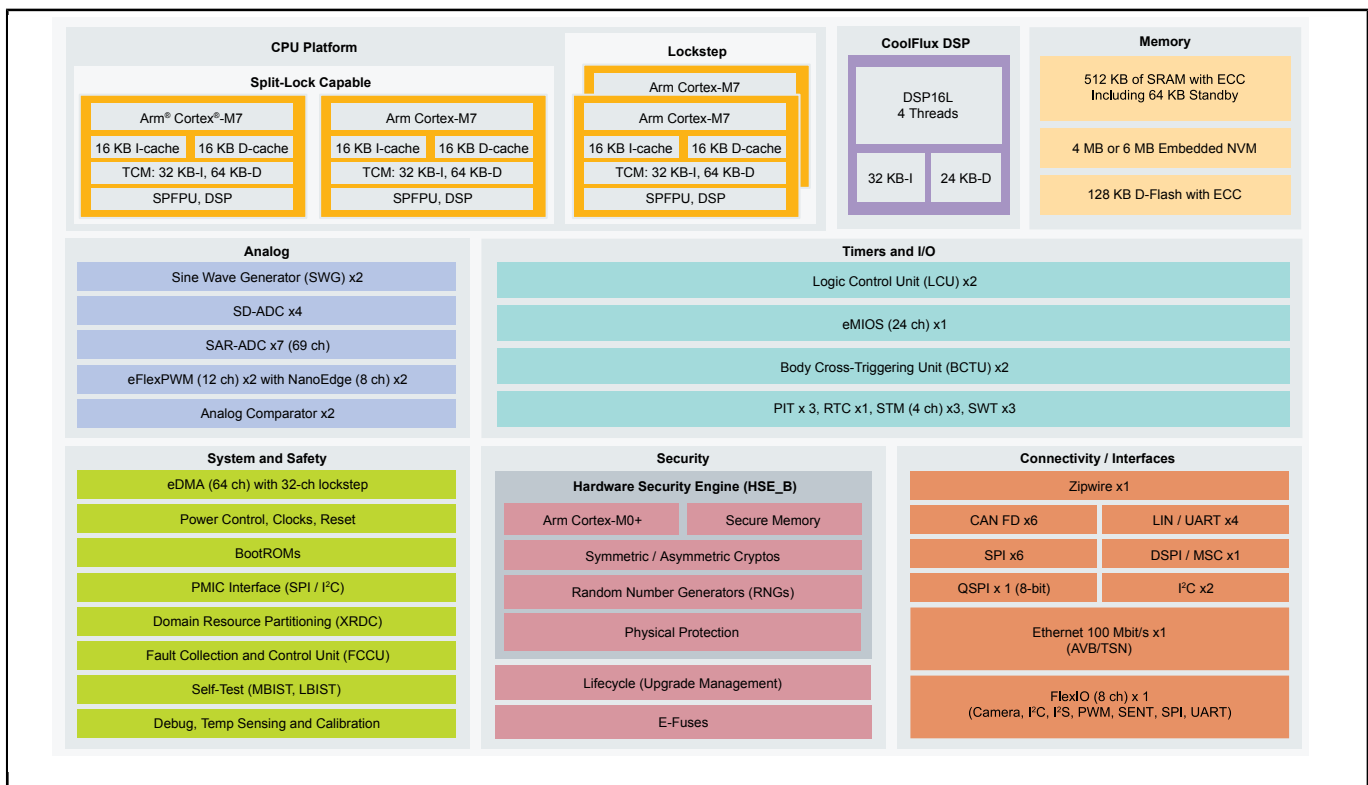 CPU Platform
Split-Lock Capable
Arm® Cortex®-M7
16 KB I-cache
16 KB D-cache
TCM: 32 KB-I, 64 KB-D
SPFPU, DSP
Arm Cortex-M7
16 KB I-cache
16 KB D-cache
TCM: 32 KB-I, 64 KB-D
SPFPU, DSP
Lockstep
Arm Cortex-M7
Arm Cortex-M7
16 KB I-cache
16 KB D-cache
TCM: 32 KB-I, 64 KB-D
SPFPU, DSP
CoolFlux DSP
DSP16L
4 Threads
32 KB-I
24 KB-D
Memory
512 KB of SRAM with ECC
Including 64 KB Standby
4 MB or 6 MB Embedded NVM
128 KB D-Flash with ECC
Analog
Sine Wave Generator (SWG) x2
SD-ADC x4
SAR-ADC x7 (69 ch)
eFlexPWM (12 ch) x2 with NanoEdge (8 ch) x2
Analog Comparator x2
Timers and I/O
Logic Control Unit (LCU) x2
eMIOS (24 ch) x1
Body Cross-Triggering Unit (BCTU) x2
PIT x 3, RTC x1, STM (4 ch) x3, SWT x3
System and Safety
eDMA (64 ch) with 32-ch lockstep
Power Control, Clocks, Reset
BootROMs
PMIC Interface (SPI / I²C)
Domain Resource Partitioning (XRDC)
Fault Collection and Control Unit (FCCU)
Self-Test (MBIST, LBIST)
Debug, Temp Sensing and Calibration
Security
Hardware Security Engine (HSE_B)
Arm Cortex-M0+
Secure Memory
Symmetric / Asymmetric Cryptos
Random Number Generators (RNGs)
Physical Protection
Lifecycle (Upgrade Management)
E-Fuses
Connectivity / Interfaces
Zipwire x1
CAN FD x6
LIN / UART x4
SPI x6
DSPI / MSC x1
QSPI x 1 (8-bit)
I²C x2
Ethernet 100 Mbit/s x1
(AVB/TSN)
FlexIO (8 ch) x 1
(Camera, I²C, I²S, PWM, SENT, SPI, UART)